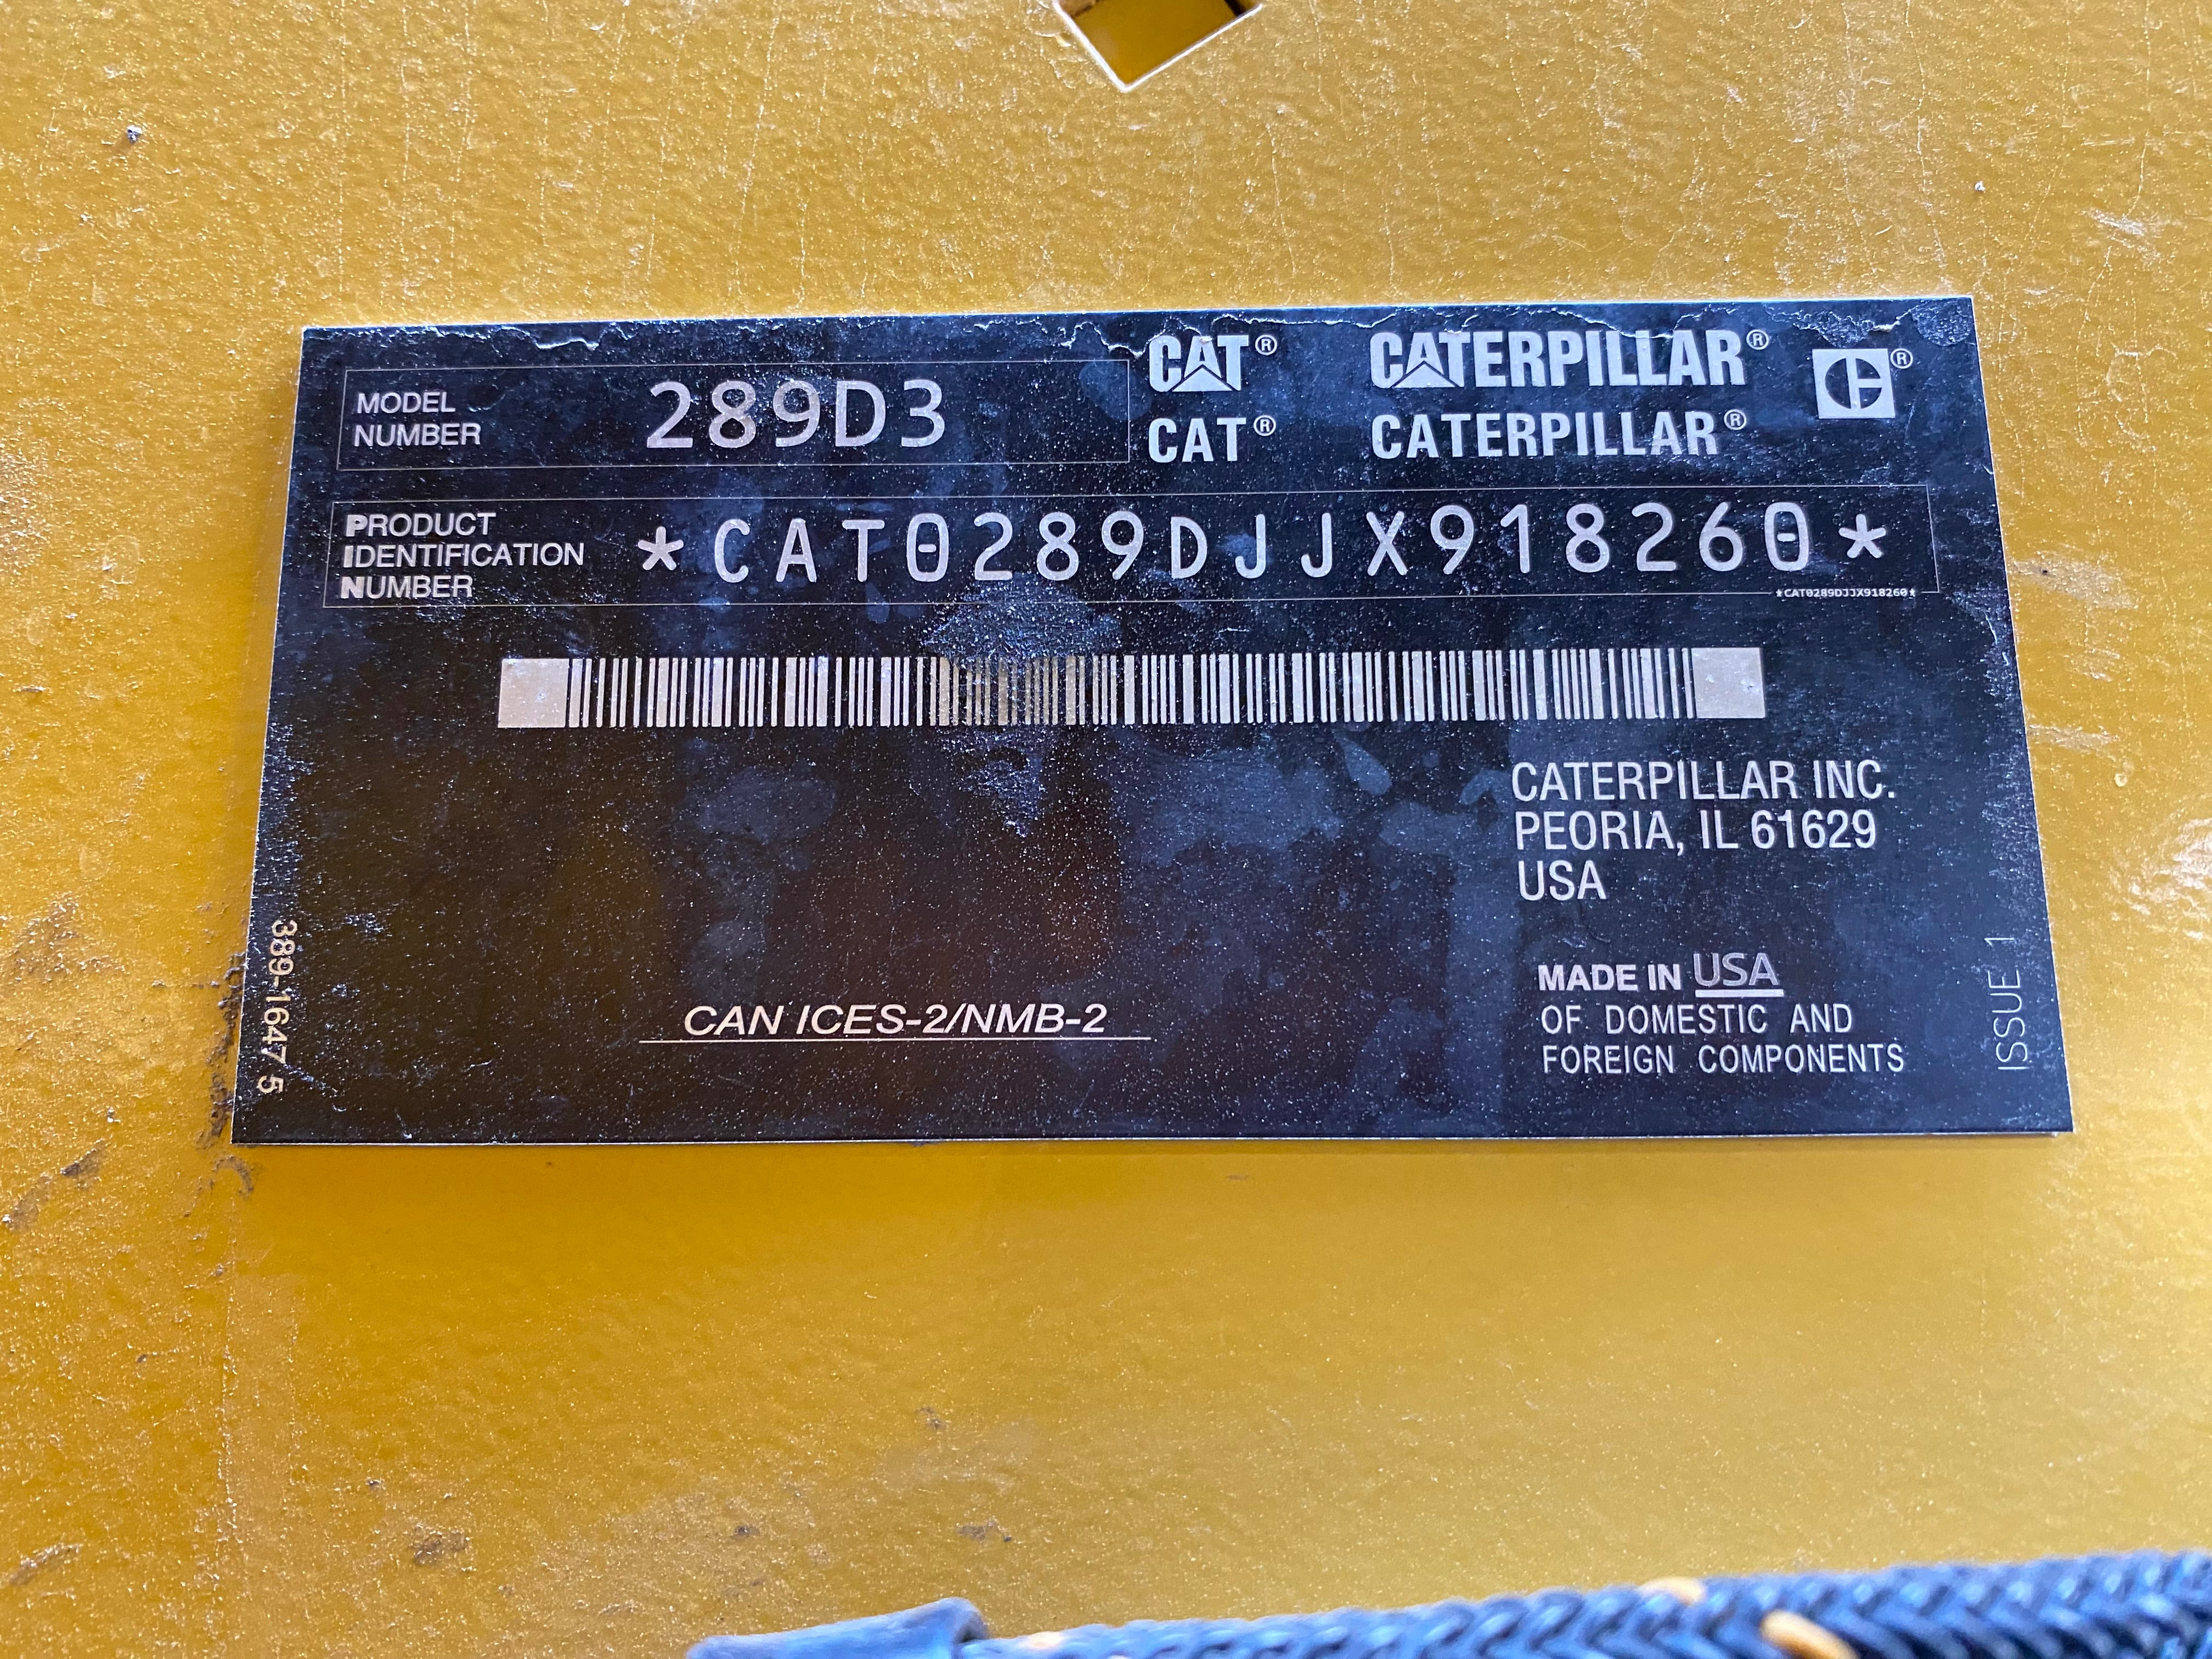 MODEL
NUMBER
289D3
CAT® CATERPILLAR® ®
CAT® CATERPILLAR®
PRODUCT
IDENTIFICATION
NUMBER
*CAT0289DJJX918260*
*CAT0289DJJX918260*
CATERPILLAR INC.
PEORIA, IL 61629
USA
MADE IN USA
OF DOMESTIC AND
FOREIGN COMPONENTS
CAN ICES-2/NMB-2
389-1647 5
ISSUE 1